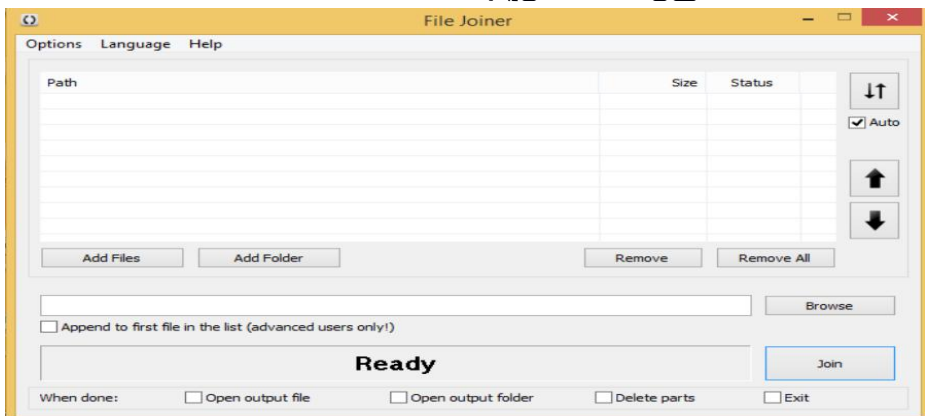 File Joiner
Options Language Help
Path Size Status
Auto
Add Files Add Folder Remove Remove All
Browse
Append to first file in the list (advanced users only!)
Ready Join
When done: Open output file Open output folder Delete parts Exit